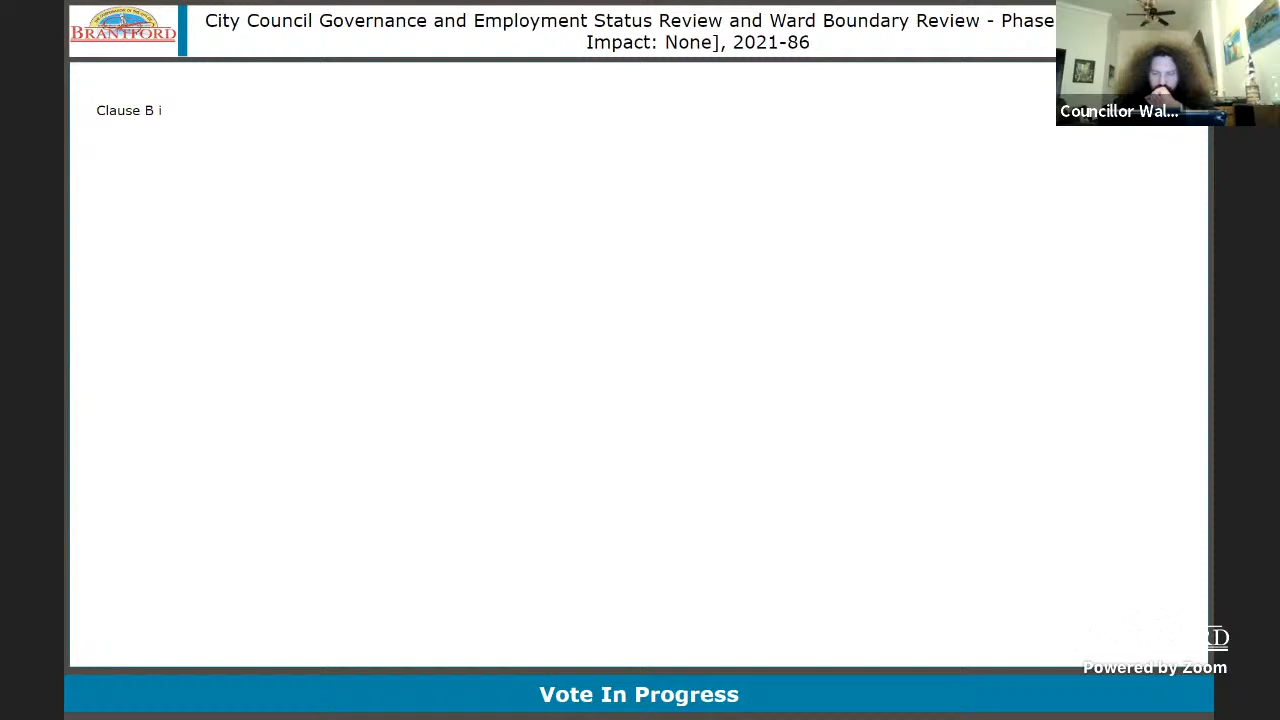 BRANTFORD
City Council Governance and Employment Status Review and Ward Boundary Review - Phase
Impact: None], 2021-86
Councillor Wal...
Clause B i
RD
Powered by Zoom
Vote In Progress